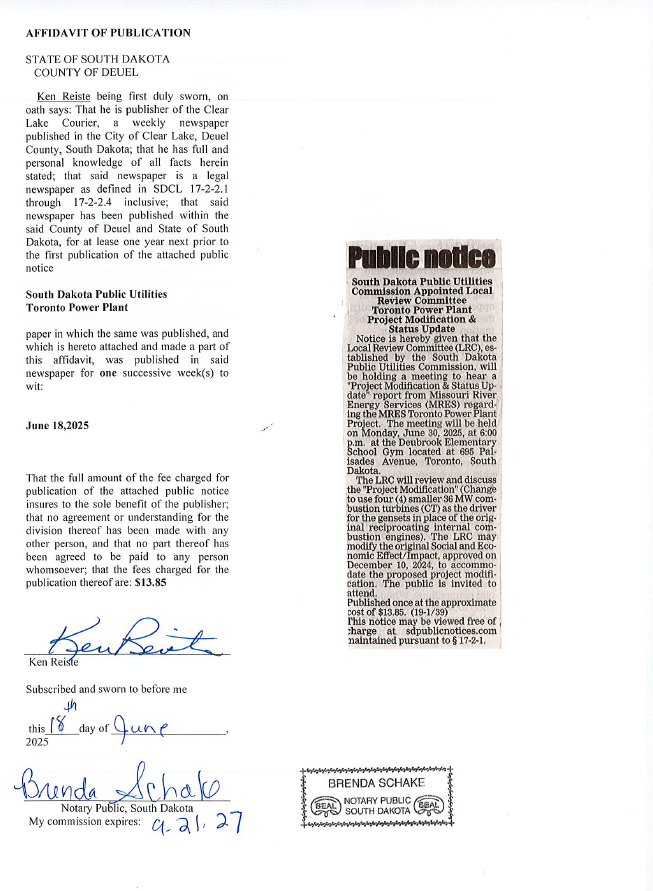 AFFIDAVIT OF PUBLICATION
STATE OF SOUTH DAKOTA
COUNTY OF DEUEL
Ken Reiste being first duly sworn, on
oath says: That he is publisher of the Clear
Lake Courier, a weekly newspaper
published in the City of Clear Lake, Deuel
County, South Dakota; that he has full and
personal knowledge of all facts herein
stated; that said newspaper is a legal
newspaper as defined in SDCL 17-2-2.1
through 17-2-2.4 inclusive; that said
newspaper has been published within the
said County of Deuel and State of South
Dakota, for at lease one year next prior to
the first publication of the attached public
notice
South Dakota Public Utilities
Toronto Power Plant
paper in which the same was published, and
which is hereto attached and made a part of
this affidavit, was published in said
newspaper for one successive week(s) to
wit:
June 18,2025
That the full amount of the fee charged for
publication of the attached public notice
insures to the sole benefit of the publisher;
that no agreement or understanding for the
division thereof has been made with any
other person, and that no part thereof has
been agreed to be paid to any person
whomsoever; that the fees charged for the
publication thereof are: $13.85
Ken Reiste
Ken Reiste
Subscribed and sworn to before me
this 18th day of June,
2025
Brenda Schake
Notary Public, South Dakota
My commission expires: 9.21.27
Public notice
South Dakota Public Utilities
Commission Appointed Local
Review Committee
Toronto Power Plant
Project Modification &
Status Update
Notice is hereby given that the
Local Review Committee (LRC), es-
tablished by the South Dakota
Public Utilities Commission, will
be holding a meeting to hear a
"Project Modification & Status Up-
date" report from Missouri River
Energy Services (MRES) regard-
ing the MRES Toronto Power Plant
Project. The meeting will be held
on Monday, June 30, 2025, at 6:00
p.m. at the Deubrook Elementary
School Gym located at 695 Pal-
isades Avenue, Toronto, South
Dakota.
The LRC will review and discuss
the "Project Modification" (Change
to use four (4) smaller 36 MW com-
bustion turbines (CT) as the driver
for the gensets in place of the orig-
inal reciprocating internal com-
bustion engines). The LRC may
modify the original Social and Eco-
nomic Effect/Impact, approved on
December 10, 2024, to accommo-
date the proposed project modifi-
cation. The public is invited to
attend.
Published once at the approximate
cost of $13.85. (19-1/39)
This notice may be viewed free of
charge at sdpublicnotices.com
maintained pursuant to § 17-2-1.
BRENDA SCHAKE
SEAL NOTARY PUBLIC SEAL
SOUTH DAKOTA